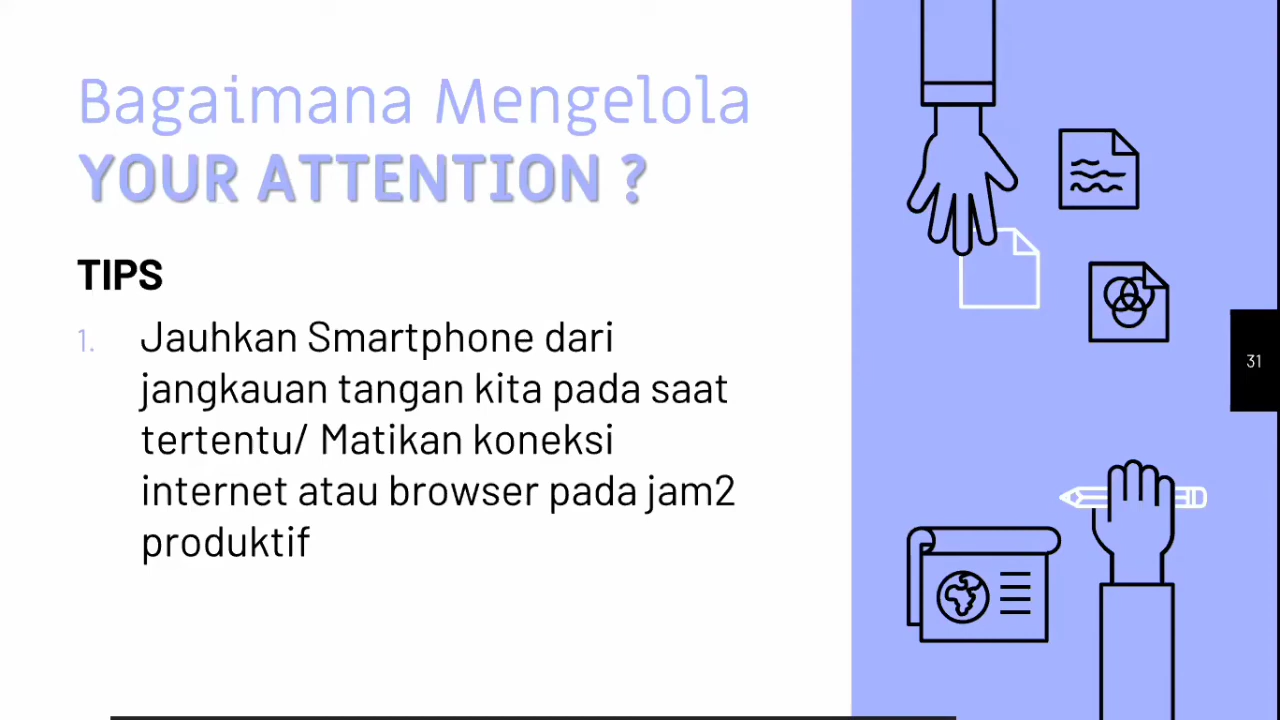 Bagaimana Mengelola
YOUR ATTENTION ?
TIPS
1. Jauhkan Smartphone dari
jangkauan tangan kita pada saat
tertentu/ Matikan koneksi
internet atau browser pada jam2
produktif
31